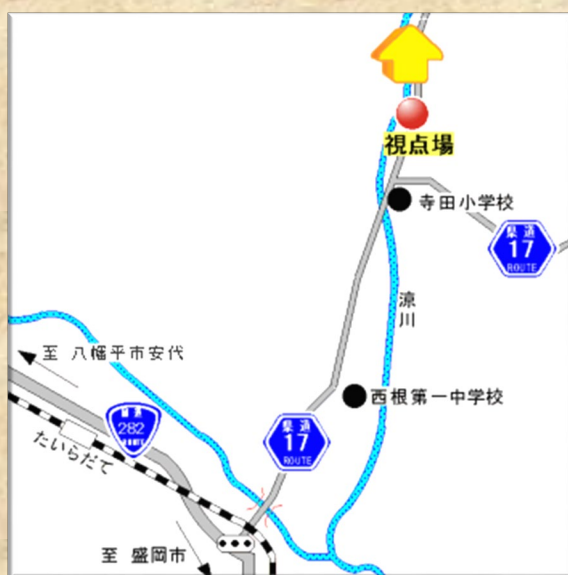 視点場
寺田小学校
県道
17
ROUTE
涼川
至 八幡平市安代
西根第一中学校
国道
282
ROUTE
県道
17
ROUTE
たいらだて
至 盛岡市